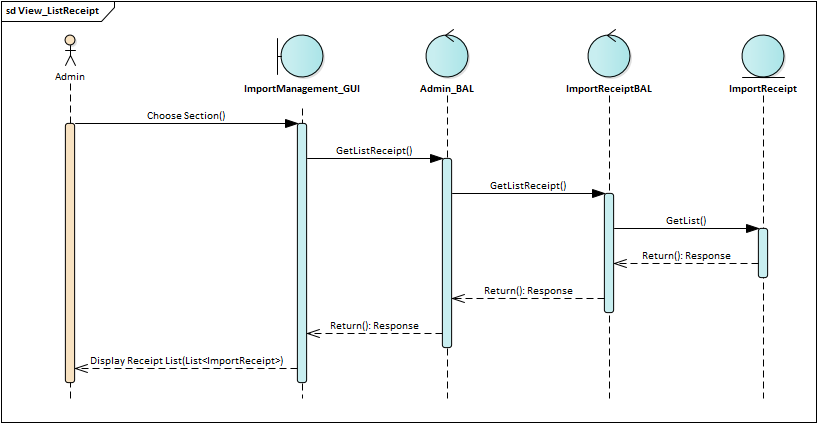 sd View_ListReceipt
Admin
ImportManagement_GUI
Admin_BAL
ImportReceiptBAL
ImportReceipt
Choose Section()
GetListReceipt()
GetListReceipt()
GetList()
Return(): Response
Return(): Response
Return(): Response
Display Receipt List(List<ImportReceipt>)